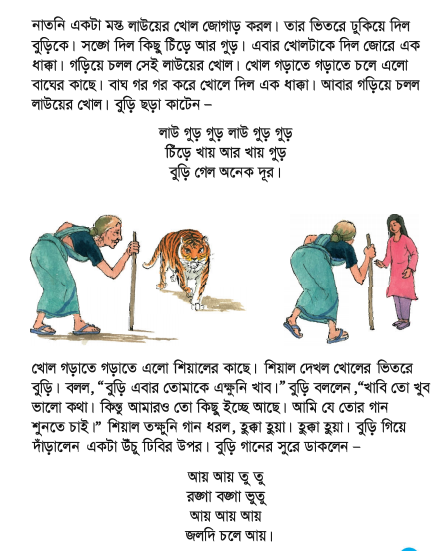 নাতনি একটা মস্ত লাউয়ের খোল জোগাড় করল। তার ভিতরে ঢুকিয়ে দিল
বুড়িকে। সঙ্গে দিল কিছু চিঁড়ে আর গুড়। এবার খোলটাকে দিল জোরে এক
ধাক্কা। গড়িয়ে চলল সেই লাউয়ের খোল। খোল গড়াতে গড়াতে চলে এলো
বাঘের কাছে। বাঘ গর গর করে খোলে দিল এক ধাক্কা। আবার গড়িয়ে চলল
লাউয়ের খোল। বুড়ি ছড়া কাটেন –
লাউ গুড় গুড় লাউ গুড় গুড়
চিঁড়ে খায় আর খায় গুড়
বুড়ি গেল অনেক দূর।
খোল গড়াতে গড়াতে এলো শিয়ালের কাছে। শিয়াল দেখল খোলের ভিতরে
বুড়ি। বলল, “বুড়ি এবার তোমাকে এক্ষুনি খাব।” বুড়ি বললেন ,“খাবি তো খুব
ভালো কথা। কিন্তু আমারও তো কিছু ইচ্ছে আছে। আমি যে তোর গান
শুনতে চাই।” শিয়াল তক্ষুনি গান ধরল, হুক্কা হুয়া। হুক্কা হুয়া। বুড়ি গিয়ে
দাঁড়ালেন একটা উঁচু ঢিবির উপর। বুড়ি গানের সুরে ডাকলেন –
আয় আয় তু তু
রঙ্গা বঙ্গা ভুতু
আয় আয় আয়
জলদি চলে আয়।